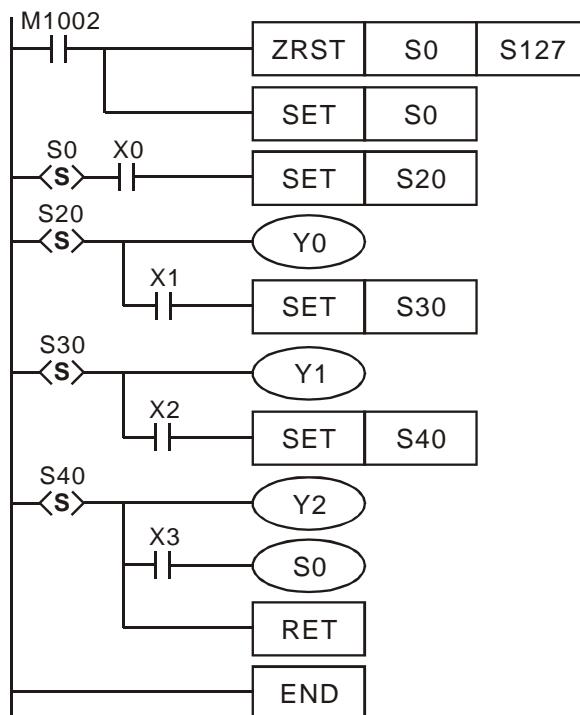 M1002
ZRST S0 S127
SET S0
S0 X0
S SET S20
S20
S Y0
X1
SET S30
S30
S Y1
X2
SET S40
S40
S Y2
X3
S0
RET
END